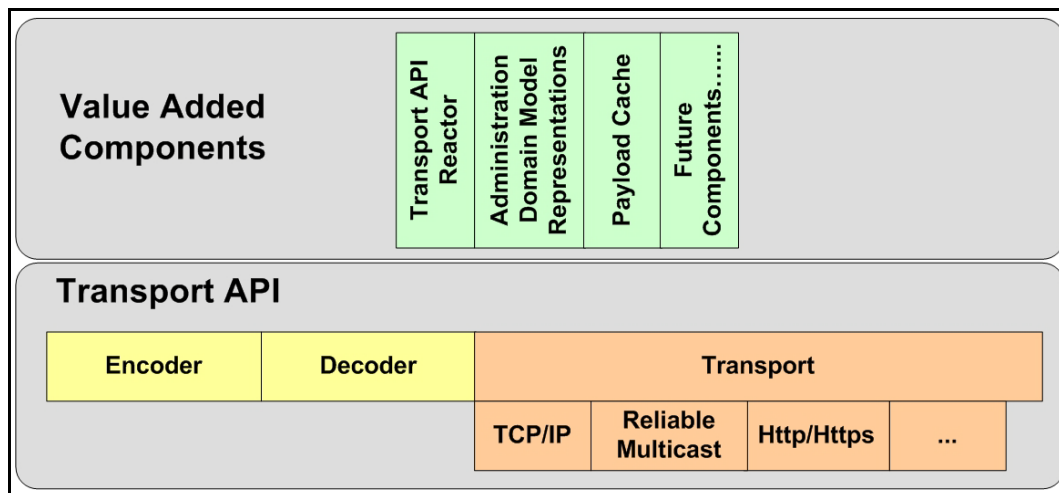 Value Added
Components
Transport API
Reactor
Administration
Domain Model
Representations
Payload Cache
Future
Components......
Transport API
Encoder
Decoder
Transport
TCP/IP
Reliable
Multicast
Http/Https
...